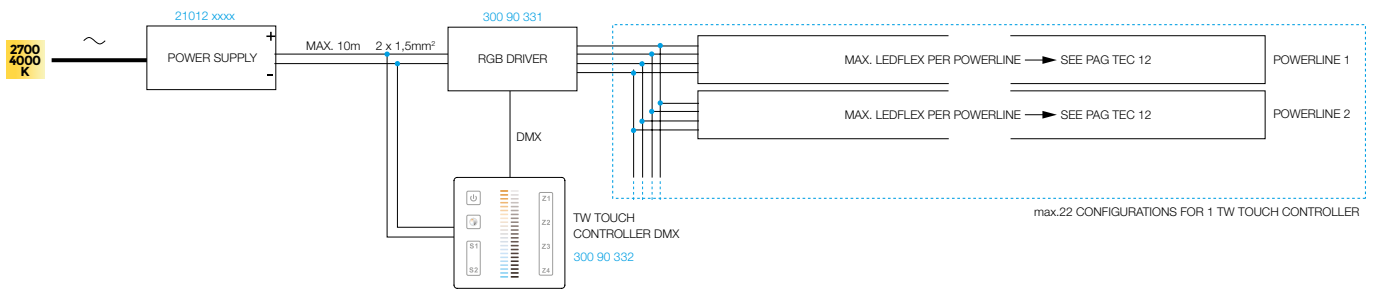 21012 xxxx
300 90 331
2700
4000
K
POWER SUPPLY
+
-
MAX. 10m 2 x 1,5mm²
RGB DRIVER
MAX. LEDFLEX PER POWERLINE SEE PAG TEC 12
POWERLINE 1
MAX. LEDFLEX PER POWERLINE SEE PAG TEC 12
POWERLINE 2
DMX
max.22 CONFIGURATIONS FOR 1 TW TOUCH CONTROLLER
Z1
Z2
S1
Z3
S2
Z4
TW TOUCH
CONTROLLER DMX
300 90 332